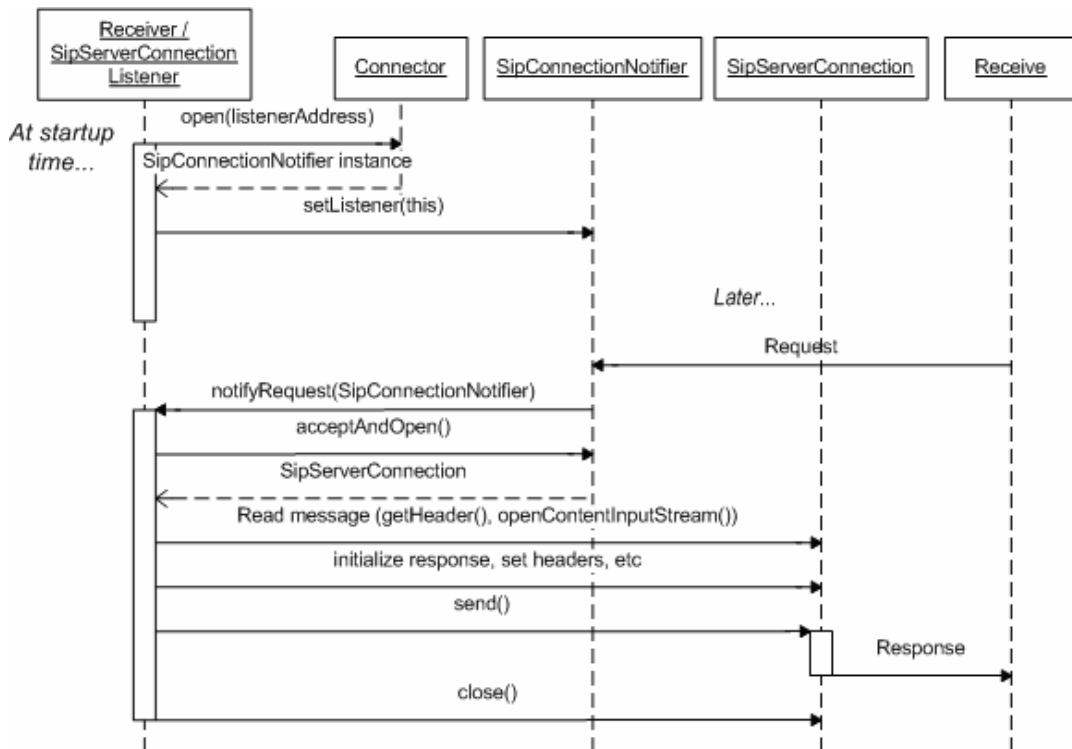 Receiver /
SipServerConnection
Listener
Connector
SipConnectionNotifier
SipServerConnection
Receive
At startup
time...
open(listenerAddress)
SipConnectionNotifier instance
setListener(this)
Later...
Request
notifyRequest(SipConnectionNotifier)
acceptAndOpen()
SipServerConnection
Read message (getHeader(), openContentInputStream())
initialize response, set headers, etc
send()
Response
close()